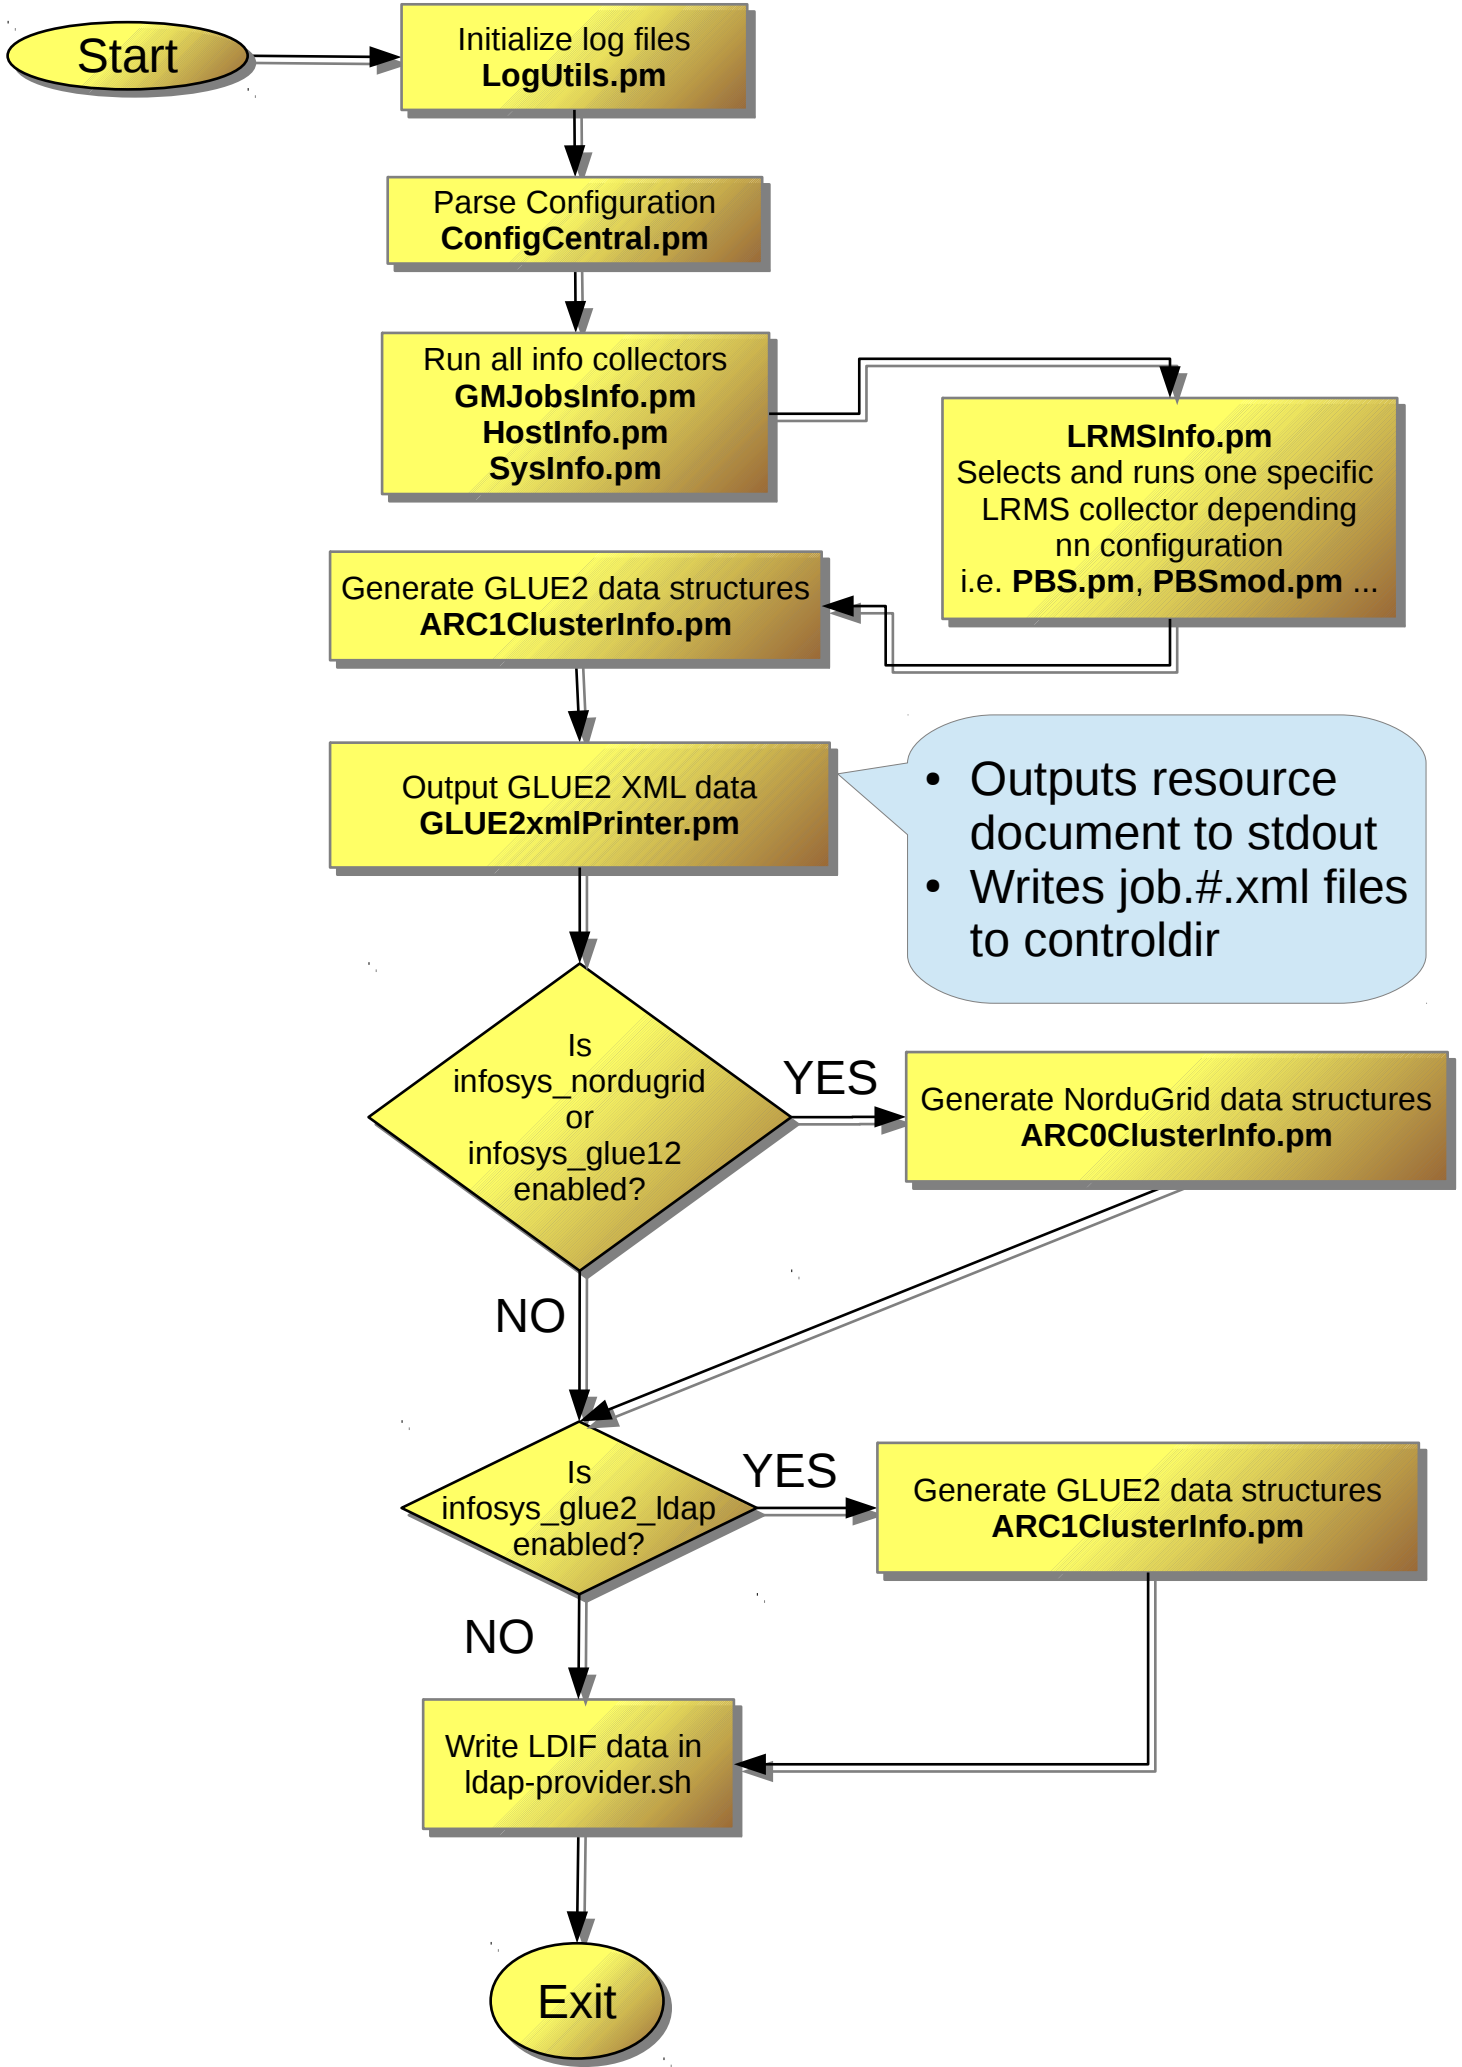 Start
Initialize log files
LogUtils.pm
Parse Configuration
ConfigCentral.pm
Run all info collectors
GMJobsInfo.pm
HostInfo.pm
SysInfo.pm
LRMSInfo.pm
Selects and runs one specific
LRMS collector depending
nn configuration
i.e. PBS.pm, PBSmod.pm ...
Generate GLUE2 data structures
ARC1ClusterInfo.pm
Output GLUE2 XML data
GLUE2xmlPrinter.pm
• Outputs resource
document to stdout
• Writes job.#.xml files
to controldir
Is
infosys_nordugrid
or
infosys_glue12
enabled?
YES
Generate NorduGrid data structures
ARC0ClusterInfo.pm
NO
Is
infosys_glue2_ldap
enabled?
YES
Generate GLUE2 data structures
ARC1ClusterInfo.pm
NO
Write LDIF data in
ldap-provider.sh
Exit